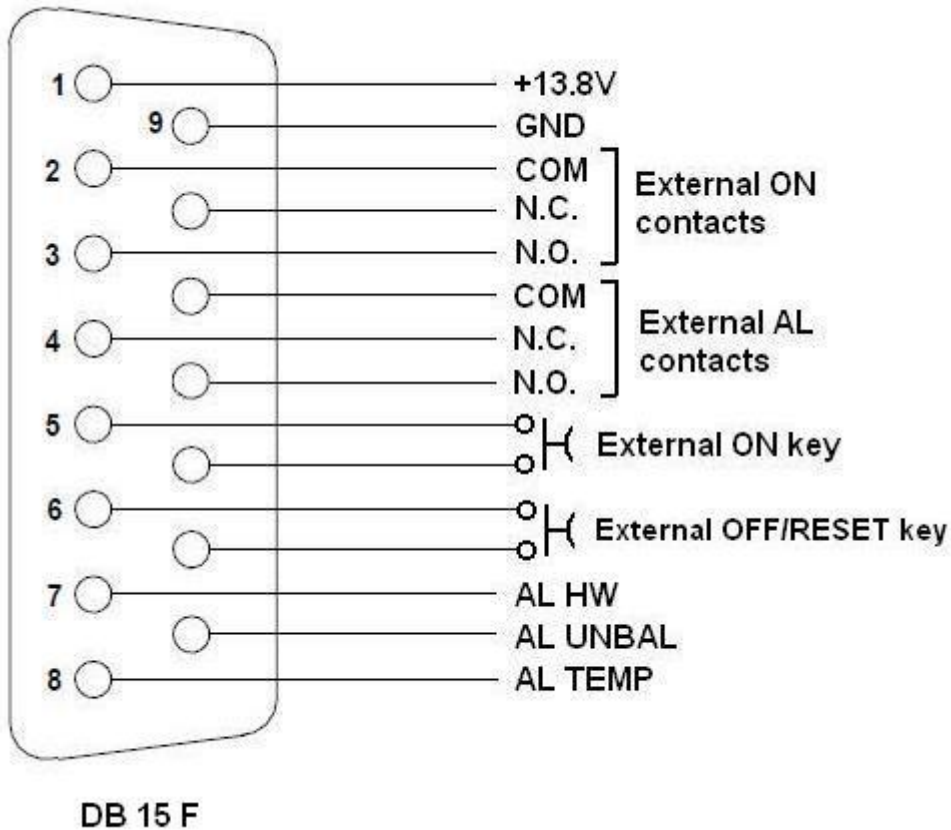 1 +13.8V
9 GND
2 COM
N.C.
3 N.O.
External ON
contacts
COM
4 N.C.
N.O.
External AL
contacts
5
External ON key
6
External OFF/RESET key
7 AL HW
AL UNBAL
8 AL TEMP
DB 15 F